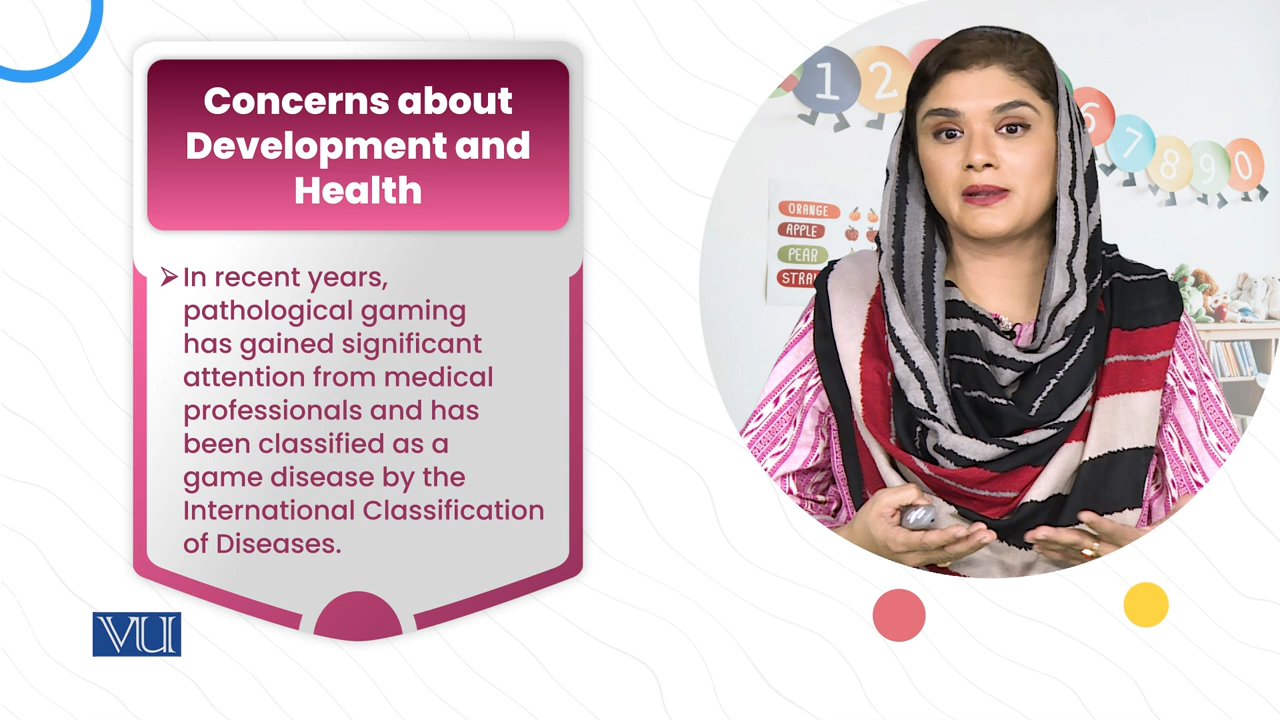 Concerns about
Development and
Health
➢In recent years,
pathological gaming
has gained significant
attention from medical
professionals and has
been classified as a
game disease by the
International Classification
of Diseases.
VU
1 2
6 7 8 9 0
ORANGE
APPLE
PEAR